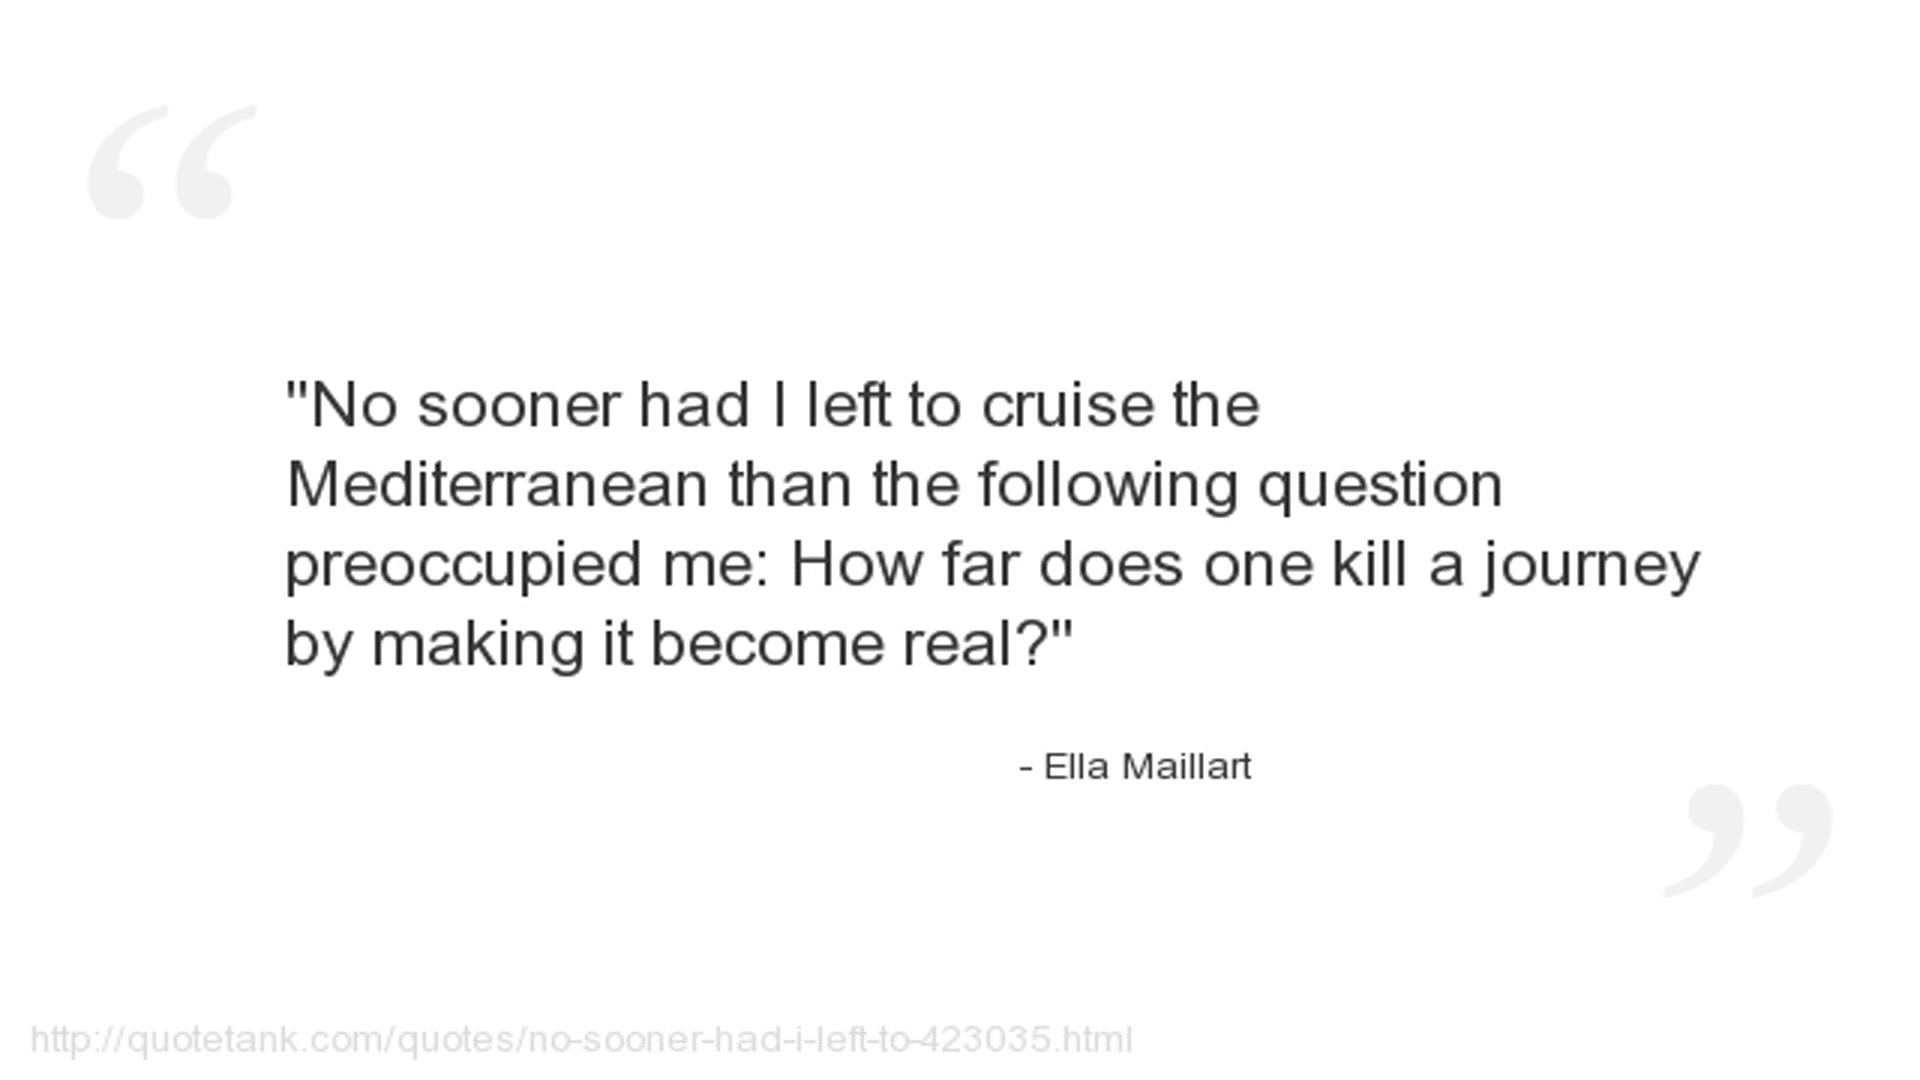 "No sooner had I left to cruise the
Mediterranean than the following question
preoccupied me: How far does one kill a journey
by making it become real?"
- Ella Maillart
http://quotetank.com/quotes/no-sooner-had-i-left-to-423035.html